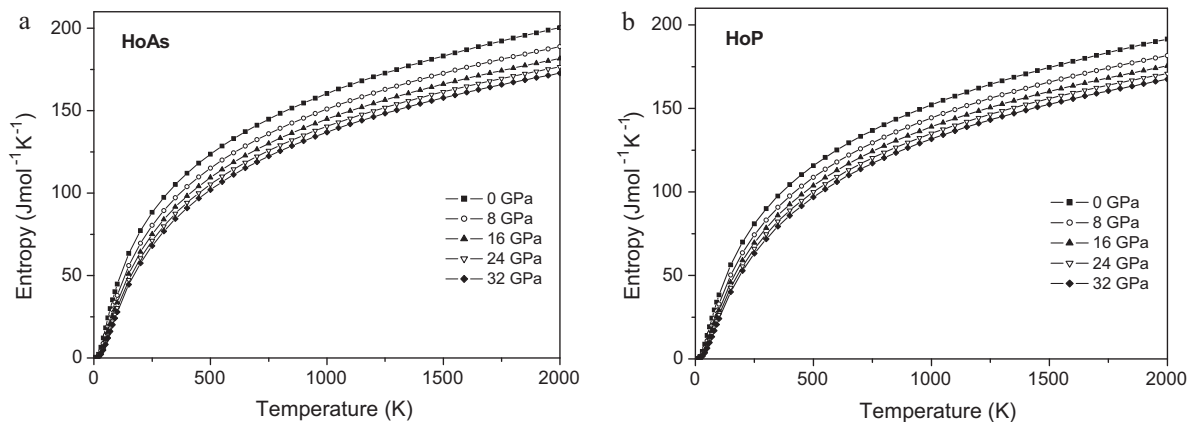 a
HoAs
Entropy (Jmol⁻¹K⁻¹)
200
150
100
50
0
0 GPa
8 GPa
16 GPa
24 GPa
32 GPa
0 500 1000 1500 2000
Temperature (K)
b
HoP
Entropy (Jmol⁻¹K⁻¹)
200
150
100
50
0
0 GPa
8 GPa
16 GPa
24 GPa
32 GPa
0 500 1000 1500 2000
Temperature (K)